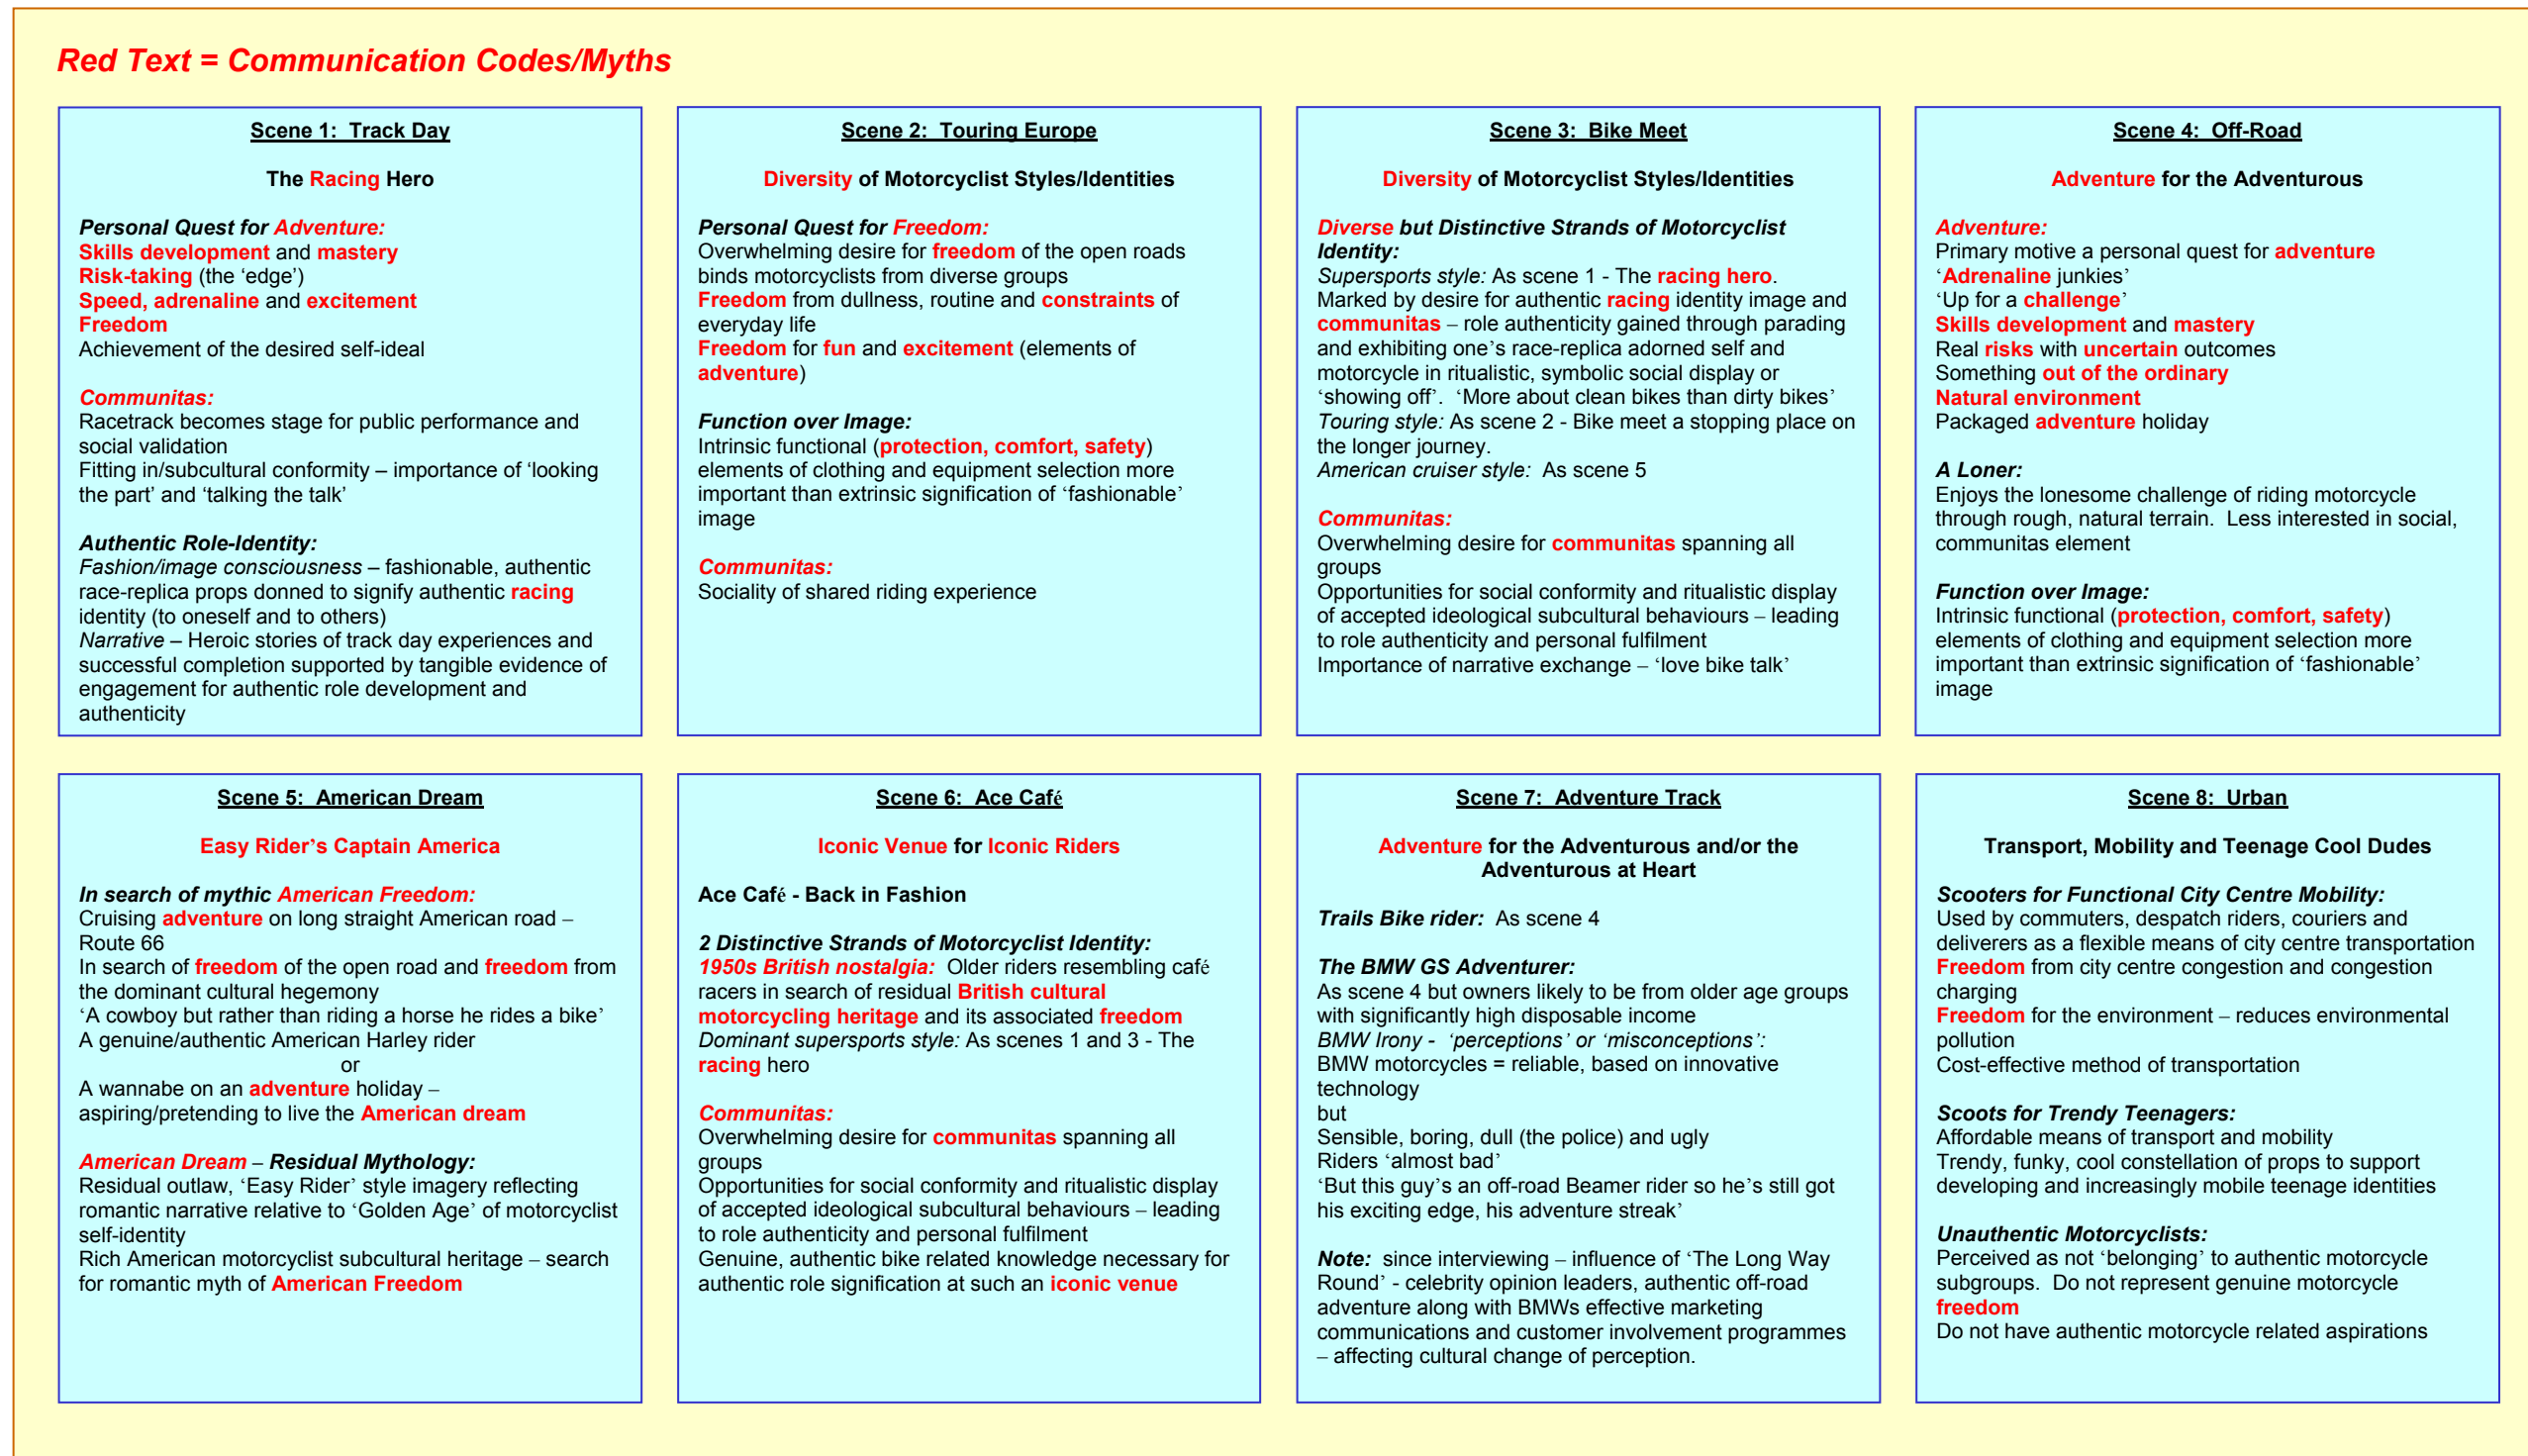 Red Text = Communication Codes/Myths
Scene 1: Track Day
The Racing Hero
Personal Quest for Adventure:
Skills development and mastery
Risk-taking (the ‘edge’)
Speed, adrenaline and excitement
Freedom
Achievement of the desired self-ideal
Communitas:
Racetrack becomes stage for public performance and
social validation
Fitting in/subcultural conformity – importance of ‘looking
the part’ and ‘talking the talk’
Authentic Role-Identity:
Fashion/image consciousness – fashionable, authentic
race-replica props donned to signify authentic racing
identity (to oneself and to others)
Narrative – Heroic stories of track day experiences and
successful completion supported by tangible evidence of
engagement for authentic role development and
authenticity
Scene 2: Touring Europe
Diversity of Motorcyclist Styles/Identities
Personal Quest for Freedom:
Overwhelming desire for freedom of the open roads
binds motorcyclists from diverse groups
Freedom from dullness, routine and constraints of
everyday life
Freedom for fun and excitement (elements of
adventure)
Function over Image:
Intrinsic functional (protection, comfort, safety)
elements of clothing and equipment selection more
important than extrinsic signification of ‘fashionable’
image
Communitas:
Sociality of shared riding experience
Scene 3: Bike Meet
Diversity of Motorcyclist Styles/Identities
Diverse but Distinctive Strands of Motorcyclist
Identity:
Supersports style: As scene 1 - The racing hero.
Marked by desire for authentic racing identity image and
communitas – role authenticity gained through parading
and exhibiting one’s race-replica adorned self and
motorcycle in ritualistic, symbolic social display or
‘showing off’. ‘More about clean bikes than dirty bikes’
Touring style: As scene 2 - Bike meet a stopping place on
the longer journey.
American cruiser style: As scene 5
Communitas:
Overwhelming desire for communitas spanning all
groups
Opportunities for social conformity and ritualistic display
of accepted ideological subcultural behaviours – leading
to role authenticity and personal fulfilment
Importance of narrative exchange – ‘love bike talk’
Scene 4: Off-Road
Adventure for the Adventurous
Adventure:
Primary motive a personal quest for adventure
‘Adrenaline junkies’
‘Up for a challenge’
Skills development and mastery
Real risks with uncertain outcomes
Something out of the ordinary
Natural environment
Packaged adventure holiday
A Loner:
Enjoys the lonesome challenge of riding motorcycle
through rough, natural terrain. Less interested in social,
communitas element
Function over Image:
Intrinsic functional (protection, comfort, safety)
elements of clothing and equipment selection more
important than extrinsic signification of ‘fashionable’
image
Scene 5: American Dream
Easy Rider’s Captain America
In search of mythic American Freedom:
Cruising adventure on long straight American road –
Route 66
In search of freedom of the open road and freedom from
the dominant cultural hegemony
‘A cowboy but rather than riding a horse he rides a bike’
A genuine/authentic American Harley rider
or
A wannabe on an adventure holiday –
aspiring/pretending to live the American dream
American Dream – Residual Mythology:
Residual outlaw, ‘Easy Rider’ style imagery reflecting
romantic narrative relative to ‘Golden Age’ of motorcyclist
self-identity
Rich American motorcyclist subcultural heritage – search
for romantic myth of American Freedom
Scene 6: Ace Café
Iconic Venue for Iconic Riders
Ace Café - Back in Fashion
2 Distinctive Strands of Motorcyclist Identity:
1950s British nostalgia: Older riders resembling café
racers in search of residual British cultural
motorcycling heritage and its associated freedom
Dominant supersports style: As scenes 1 and 3 - The
racing hero
Communitas:
Overwhelming desire for communitas spanning all
groups
Opportunities for social conformity and ritualistic display
of accepted ideological subcultural behaviours – leading
to role authenticity and personal fulfilment
Genuine, authentic bike related knowledge necessary for
authentic role signification at such an iconic venue
Scene 7: Adventure Track
Adventure for the Adventurous and/or the
Adventurous at Heart
Trails Bike rider: As scene 4
The BMW GS Adventurer:
As scene 4 but owners likely to be from older age groups
with significantly high disposable income
BMW Irony - ‘perceptions’ or ‘misconceptions’:
BMW motorcycles = reliable, based on innovative
technology
but
Sensible, boring, dull (the police) and ugly
Riders ‘almost bad’
‘But this guy’s an off-road Beamer rider so he’s still got
his exciting edge, his adventure streak’
Note: since interviewing – influence of ‘The Long Way
Round’ - celebrity opinion leaders, authentic off-road
adventure along with BMWs effective marketing
communications and customer involvement programmes
– affecting cultural change of perception.
Scene 8: Urban
Transport, Mobility and Teenage Cool Dudes
Scooters for Functional City Centre Mobility:
Used by commuters, despatch riders, couriers and
deliverers as a flexible means of city centre transportation
Freedom from city centre congestion and congestion
charging
Freedom for the environment – reduces environmental
pollution
Cost-effective method of transportation
Scoots for Trendy Teenagers:
Affordable means of transport and mobility
Trendy, funky, cool constellation of props to support
developing and increasingly mobile teenage identities
Unauthentic Motorcyclists:
Perceived as not ‘belonging’ to authentic motorcycle
subgroups. Do not represent genuine motorcycle
freedom
Do not have authentic motorcycle related aspirations